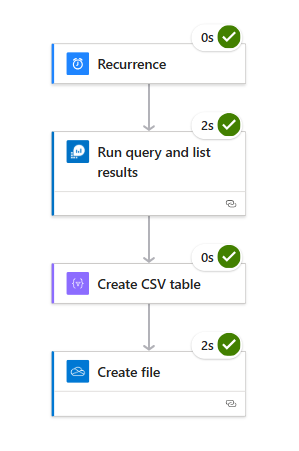 0s
Recurrence
2s
Run query and list
results
0s
Create CSV table
2s
Create file